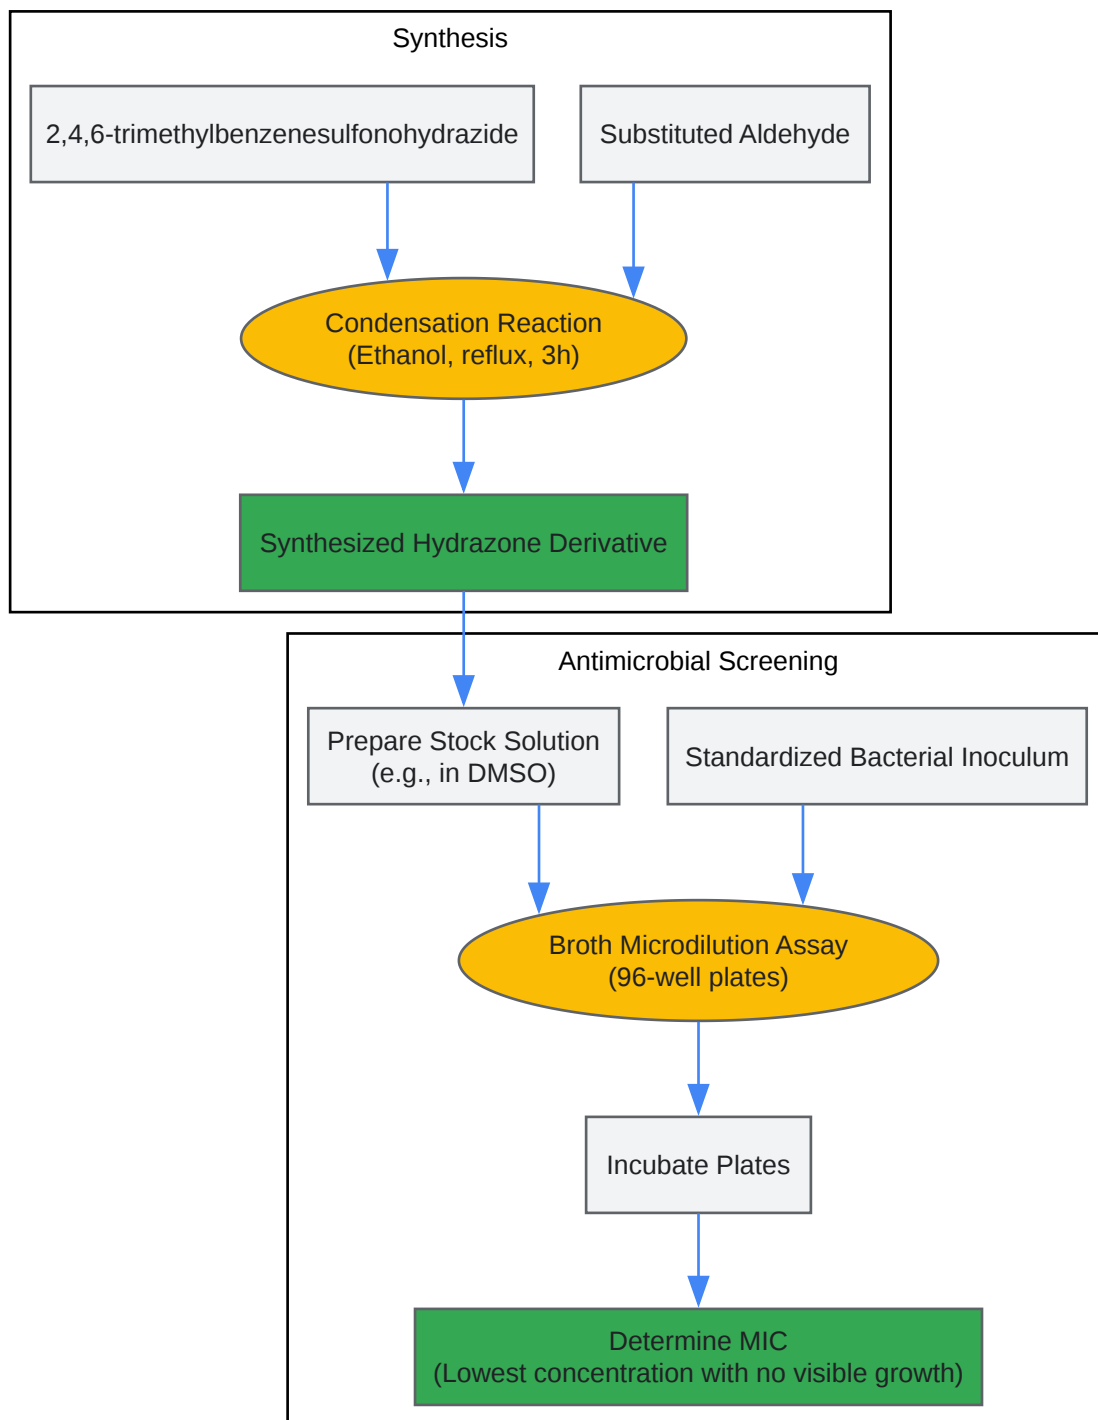 Synthesis
2,4,6-trimethylbenzenesulfonohydrazide
Substituted Aldehyde
Condensation Reaction
(Ethanol, reflux, 3h)
Synthesized Hydrazone Derivative
Antimicrobial Screening
Prepare Stock Solution
(e.g., in DMSO)
Standardized Bacterial Inoculum
Broth Microdilution Assay
(96-well plates)
Incubate Plates
Determine MIC
(Lowest concentration with no visible growth)